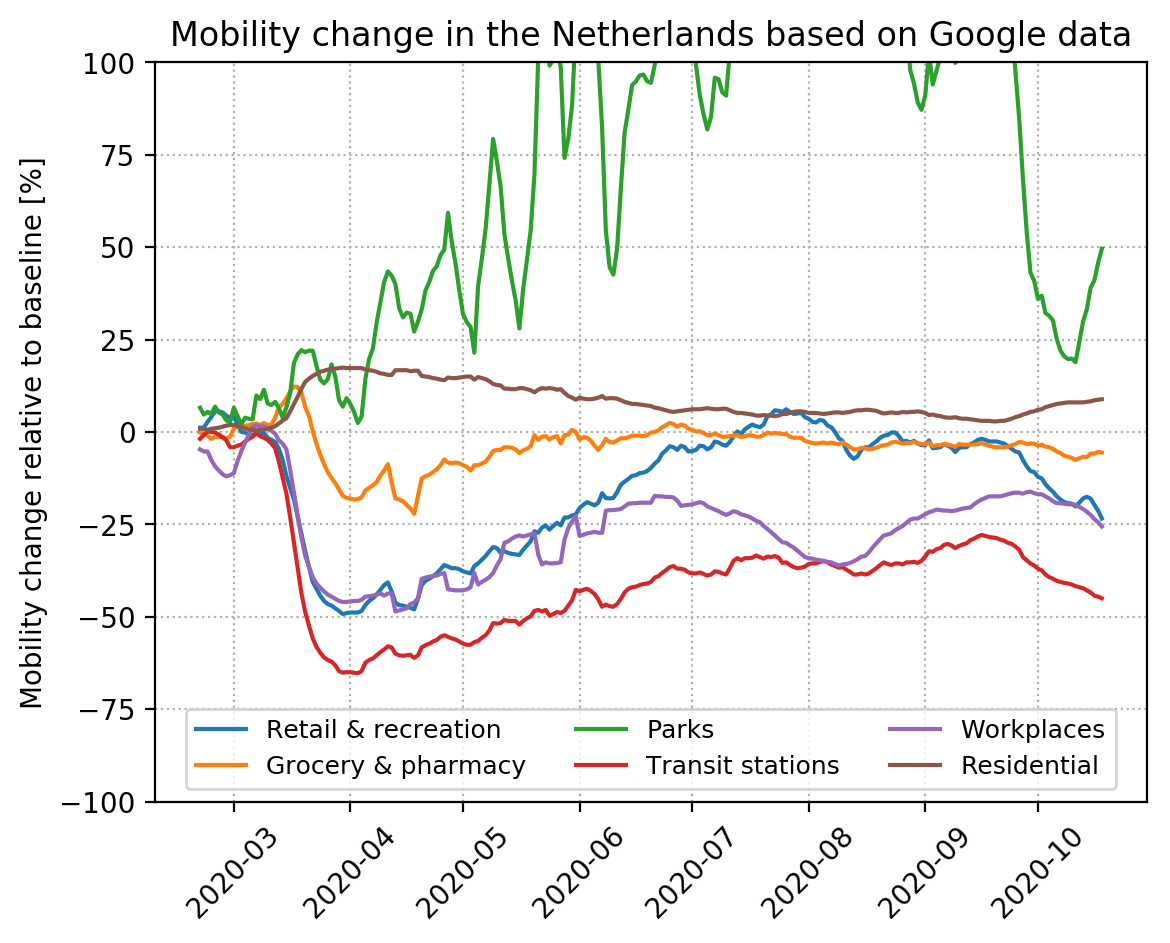 Mobility change in the Netherlands based on Google data
Mobility change relative to baseline [%]
100
75
50
25
0
−25
−50
−75
−100
Retail & recreation
Grocery & pharmacy
Parks
Transit stations
Workplaces
Residential
2020-03
2020-04
2020-05
2020-06
2020-07
2020-08
2020-09
2020-10